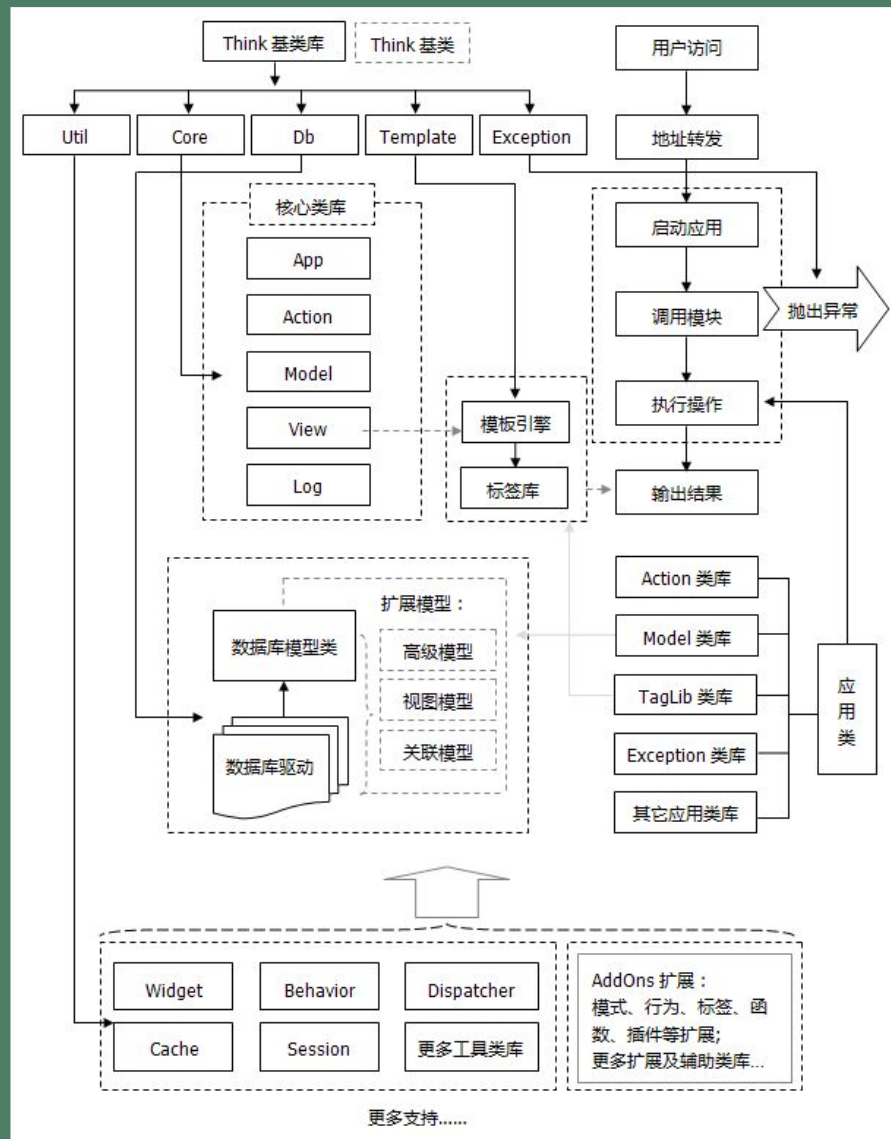 Think 基类库
Think 基类
用户访问
Util
Core
Db
Template
Exception
地址转发
核心类库
App
Action
Model
View
Log
启动应用
调用模块
抛出异常
执行操作
模板引擎
标签库
输出结果
扩展模型：
数据库模型类
高级模型
视图模型
关联模型
数据库驱动
Action 类库
Model 类库
TagLib 类库
Exception 类库
其它应用类库
应
用
类
Widget
Behavior
Dispatcher
Cache
Session
更多工具类库
AddOns 扩展：
模式、行为、标签、函
数、插件等扩展;
更多扩展及辅助类库...
更多支持......